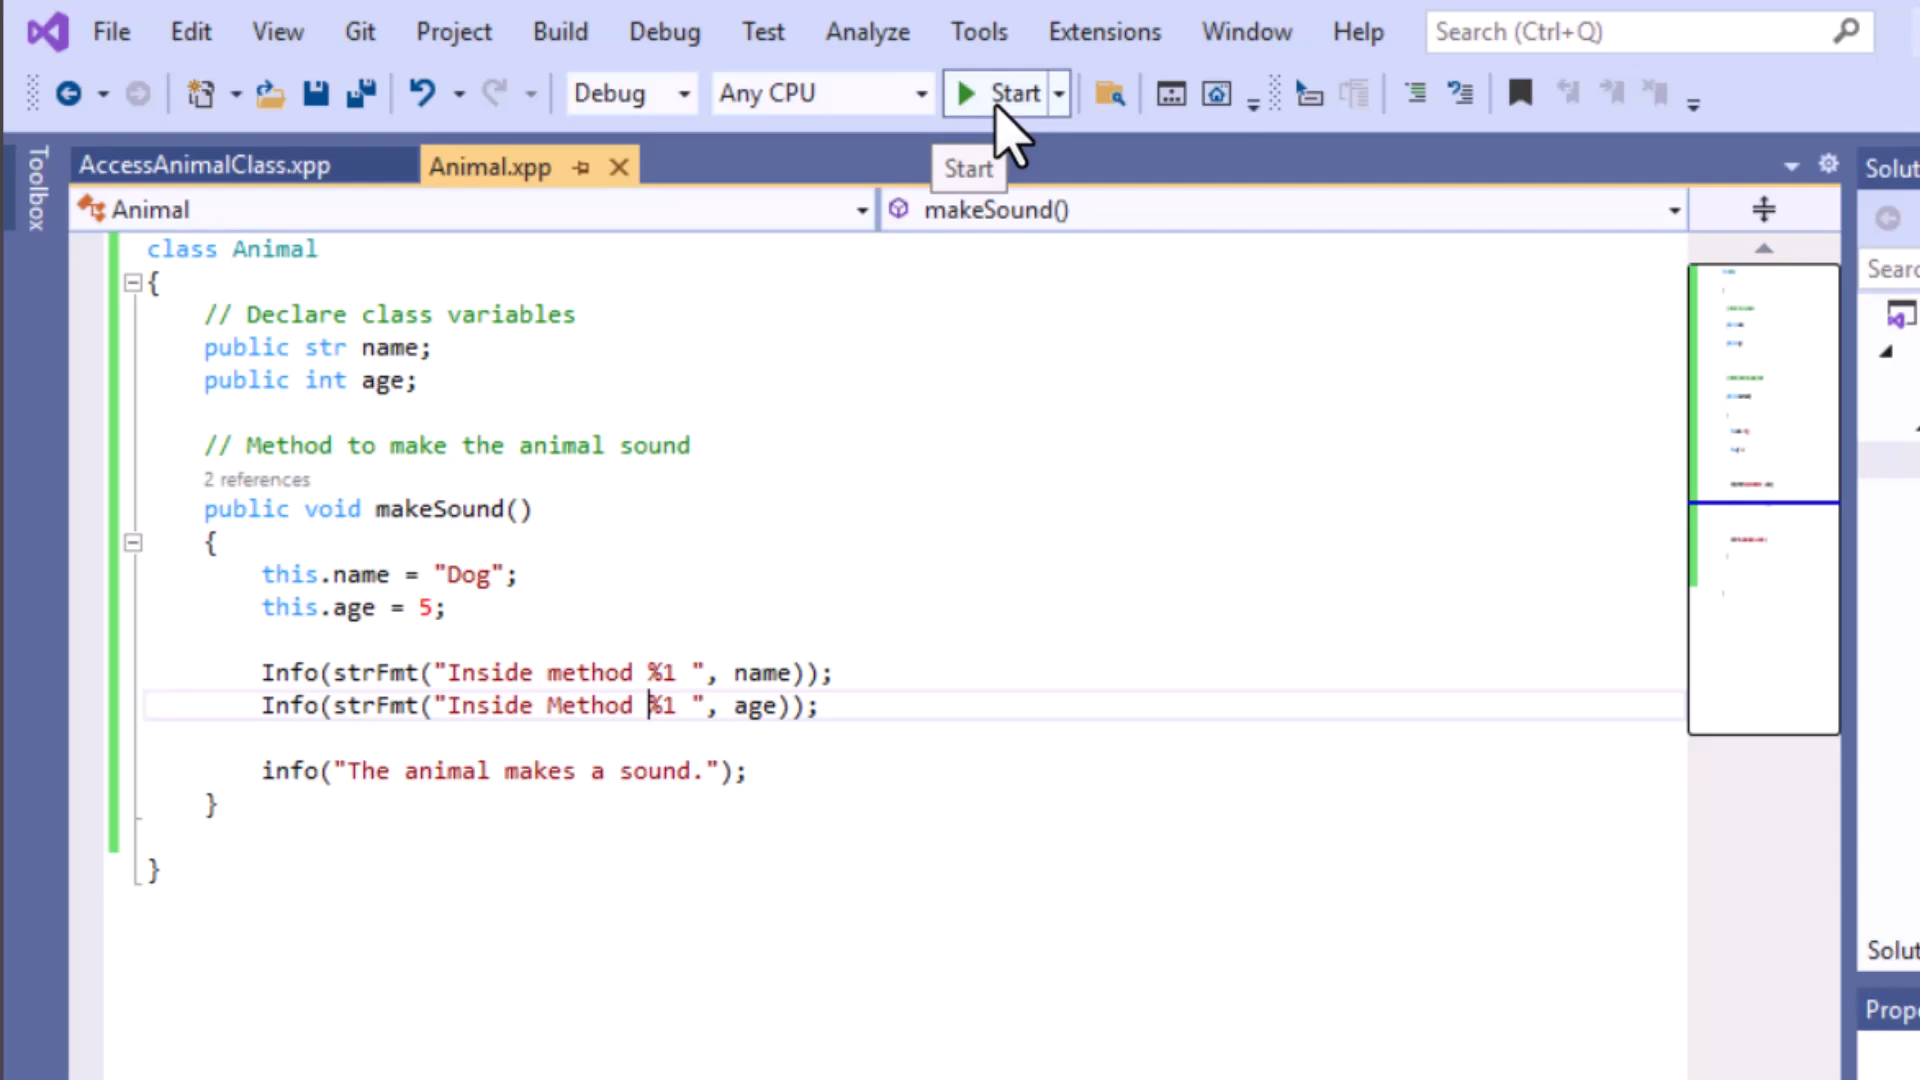 File Edit View Git Project Build Debug Test Analyze Tools Extensions Window Help Search (Ctrl+Q)
Debug Any CPU Start
Toolbox
AccessAnimalClass.xpp Animal.xpp Start Solut
Animal makeSound()
class Animal
{
Searc
// Declare class variables
public str name;
public int age;
// Method to make the animal sound
2 references
public void makeSound()
{
this.name = "Dog";
this.age = 5;
Info(strFmt("Inside method %1 ", name));
Info(strFmt("Inside Method %1 ", age));
info("The animal makes a sound.");
}
}
Solut
Prope